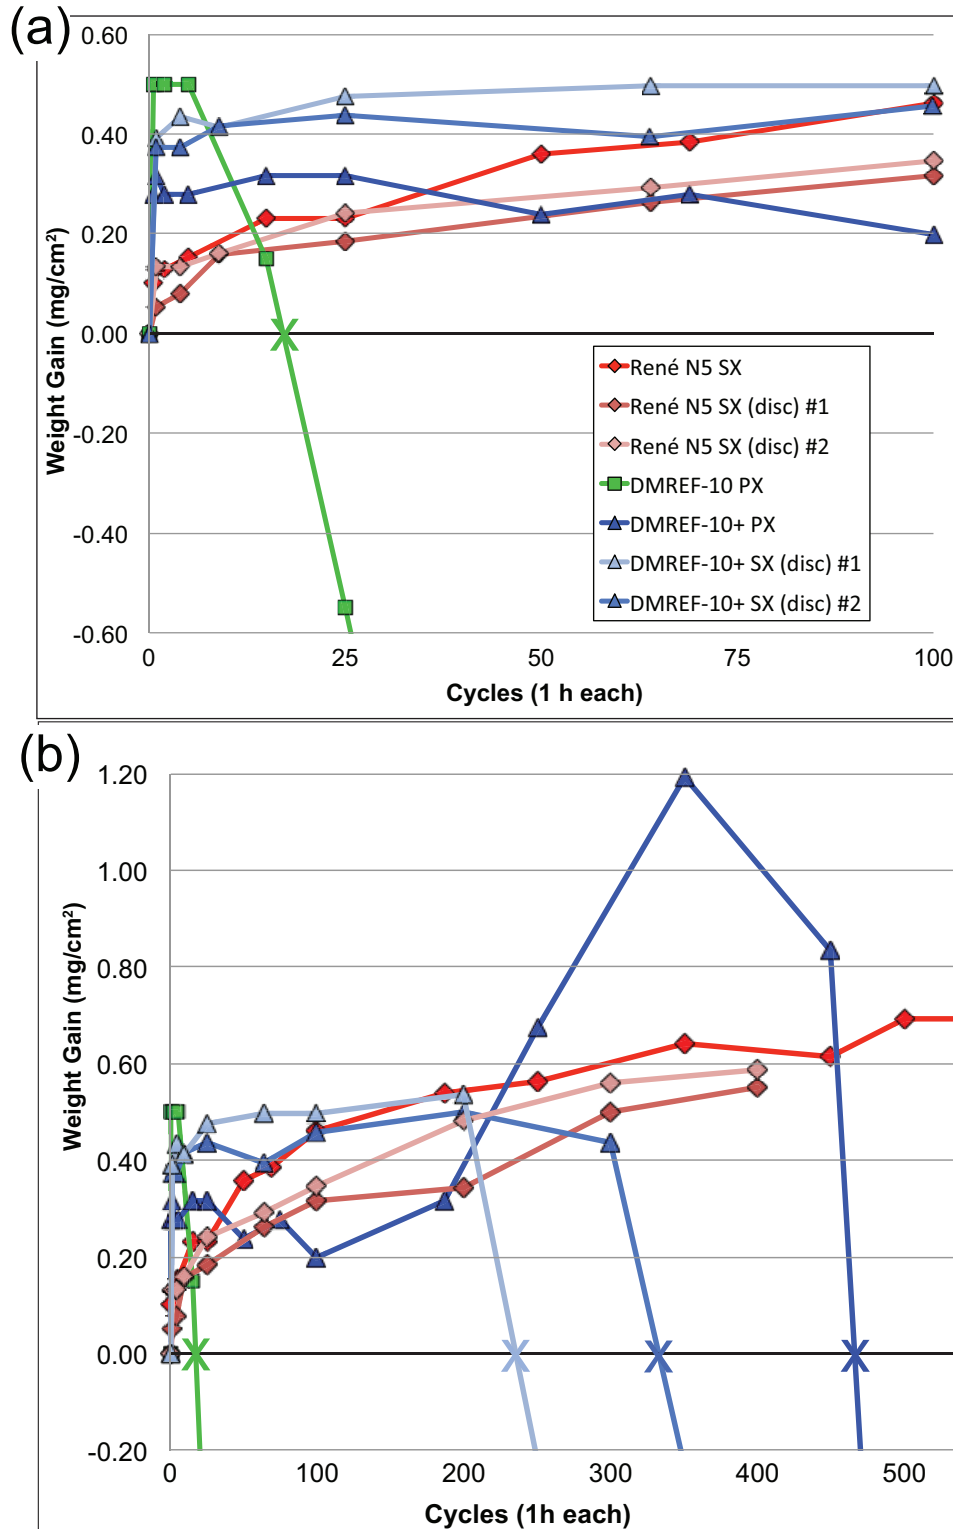 (a)
0.60
0.40
0.20
0.00
-0.20
-0.40
-0.60
Weight Gain (mg/cm²)
René N5 SX
René N5 SX (disc) #1
René N5 SX (disc) #2
DMREF-10 PX
DMREF-10+ PX
DMREF-10+ SX (disc) #1
DMREF-10+ SX (disc) #2
0 25 50 75 100
Cycles (1 h each)
(b)
1.20
1.00
0.80
0.60
0.40
0.20
0.00
-0.20
Weight Gain (mg/cm²)
0 100 200 300 400 500
Cycles (1h each)